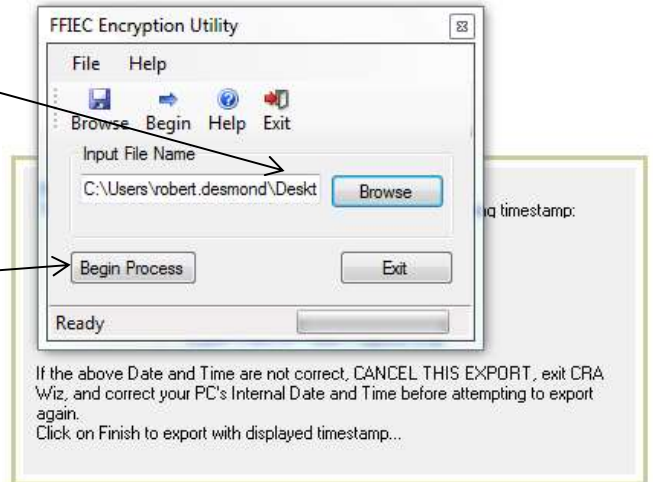 FFIEC Encryption Utility
File Help
Browse Begin Help Exit
Input File Name
C:\Users\robert.desmond\Deskt Browse
timestamp:
Begin Process Exit
Ready
If the above Date and Time are not correct, CANCEL THIS EXPORT, exit CRA
Wiz, and correct your PC's Internal Date and Time before attempting to export
again.
Click on Finish to export with displayed timestamp...